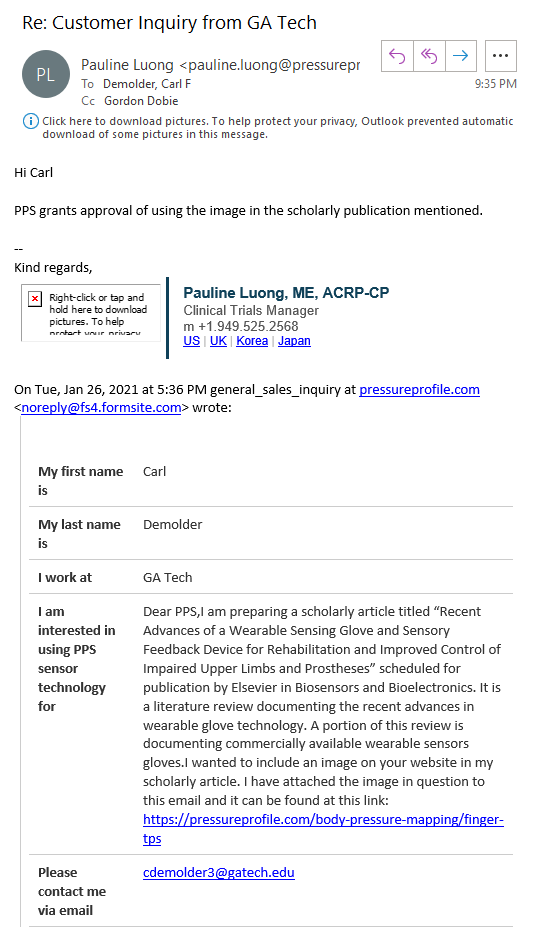 Re: Customer Inquiry from GA Tech
PL
Pauline Luong <pauline.luong@pressurepr
To Demolder, Carl F
Cc Gordon Dobie
9:35 PM
Click here to download pictures. To help protect your privacy, Outlook prevented automatic
download of some pictures in this message.
Hi Carl
PPS grants approval of using the image in the scholarly publication mentioned.
--
Kind regards,
Right-click or tap and
hold here to download
pictures. To help
protect your privacy
Pauline Luong, ME, ACRP-CP
Clinical Trials Manager
m +1.949.525.2568
US | UK | Korea | Japan
On Tue, Jan 26, 2021 at 5:36 PM general_sales_inquiry at pressureprofile.com
<noreply@fs4.formsite.com> wrote:
My first name
is
Carl
My last name
is
Demolder
I work at
GA Tech
I am
interested in
using PPS
sensor
technology
for
Dear PPS,I am preparing a scholarly article titled “Recent
Advances of a Wearable Sensing Glove and Sensory
Feedback Device for Rehabilitation and Improved Control of
Impaired Upper Limbs and Prostheses” scheduled for
publication by Elsevier in Biosensors and Bioelectronics. It is
a literature review documenting the recent advances in
wearable glove technology. A portion of this review is
documenting commercially available wearable sensors
gloves.I wanted to include an image on your website in my
scholarly article. I have attached the image in question to
this email and it can be found at this link:
https://pressureprofile.com/body-pressure-mapping/finger-
tps
Please
contact me
via email
cdemolder3@gatech.edu